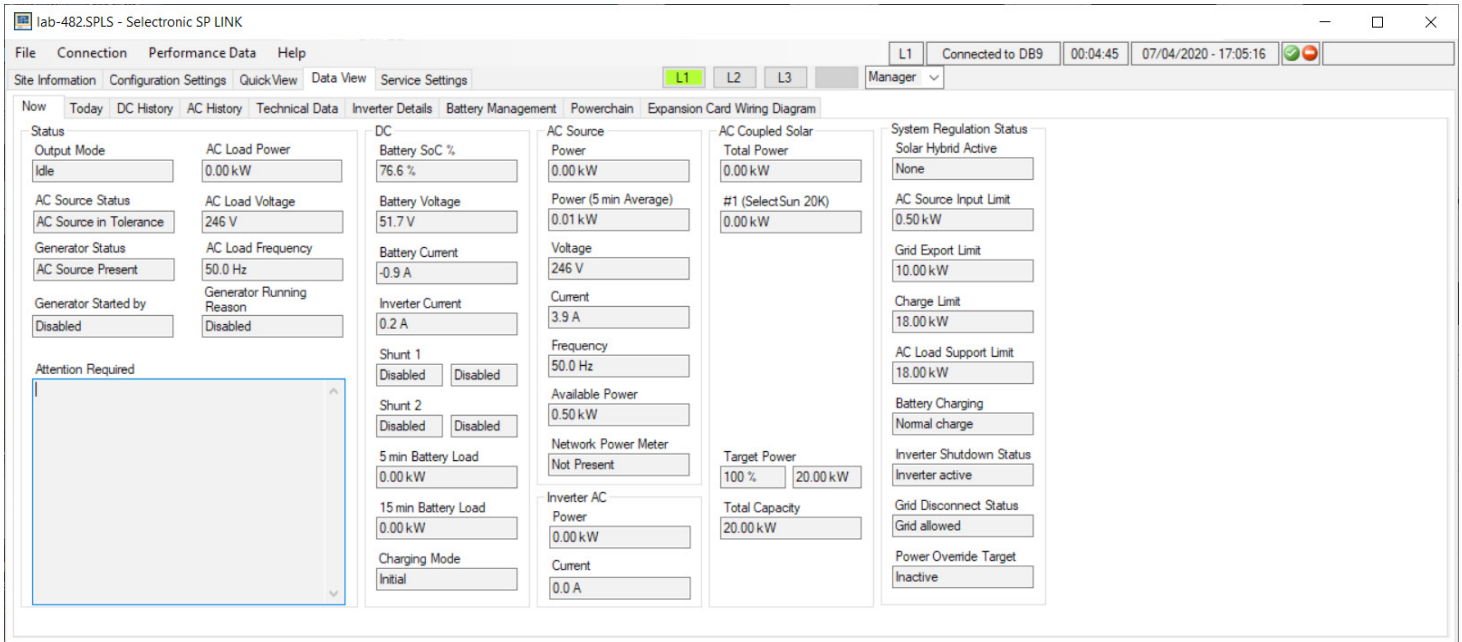 lab-482.SPLS - Selectronic SP LINK
File Connection Performance Data Help
L1 Connected to DB9 00:04:45 07/04/2020 - 17:05:16
Site Information Configuration Settings Quick View Data View Service Settings
L1 L2 L3 Manager
Now Today DC History AC History Technical Data Inverter Details Battery Management Powerchain Expansion Card Wiring Diagram
Status
Output Mode
Idle
AC Source Status
AC Source in Tolerance
Generator Status
AC Source Present
Generator Started by
Disabled
AC Load Power
0.00 kW
AC Load Voltage
246 V
AC Load Frequency
50.0 Hz
Generator Running
Reason
Disabled
Attention Required
DC
Battery SoC %
76.6 %
Battery Voltage
51.7 V
Battery Current
-0.9 A
Inverter Current
0.2 A
Shunt 1
Disabled Disabled
Shunt 2
Disabled Disabled
5 min Battery Load
0.00 kW
15 min Battery Load
0.00 kW
Charging Mode
Initial
AC Source
Power
0.00 kW
Power (5 min Average)
0.01 kW
Voltage
246 V
Current
3.9 A
Frequency
50.0 Hz
Available Power
0.50 kW
Network Power Meter
Not Present
Inverter AC
Power
0.00 kW
Current
0.0 A
AC Coupled Solar
Total Power
0.00 kW
#1 (SelectSun 20K)
0.00 kW
Target Power
100 % 20.00 kW
Total Capacity
20.00 kW
System Regulation Status
Solar Hybrid Active
None
AC Source Input Limit
0.50 kW
Grid Export Limit
10.00 kW
Charge Limit
18.00 kW
AC Load Support Limit
18.00 kW
Battery Charging
Normal charge
Inverter Shutdown Status
Inverter active
Grid Disconnect Status
Grid allowed
Power Override Target
Inactive